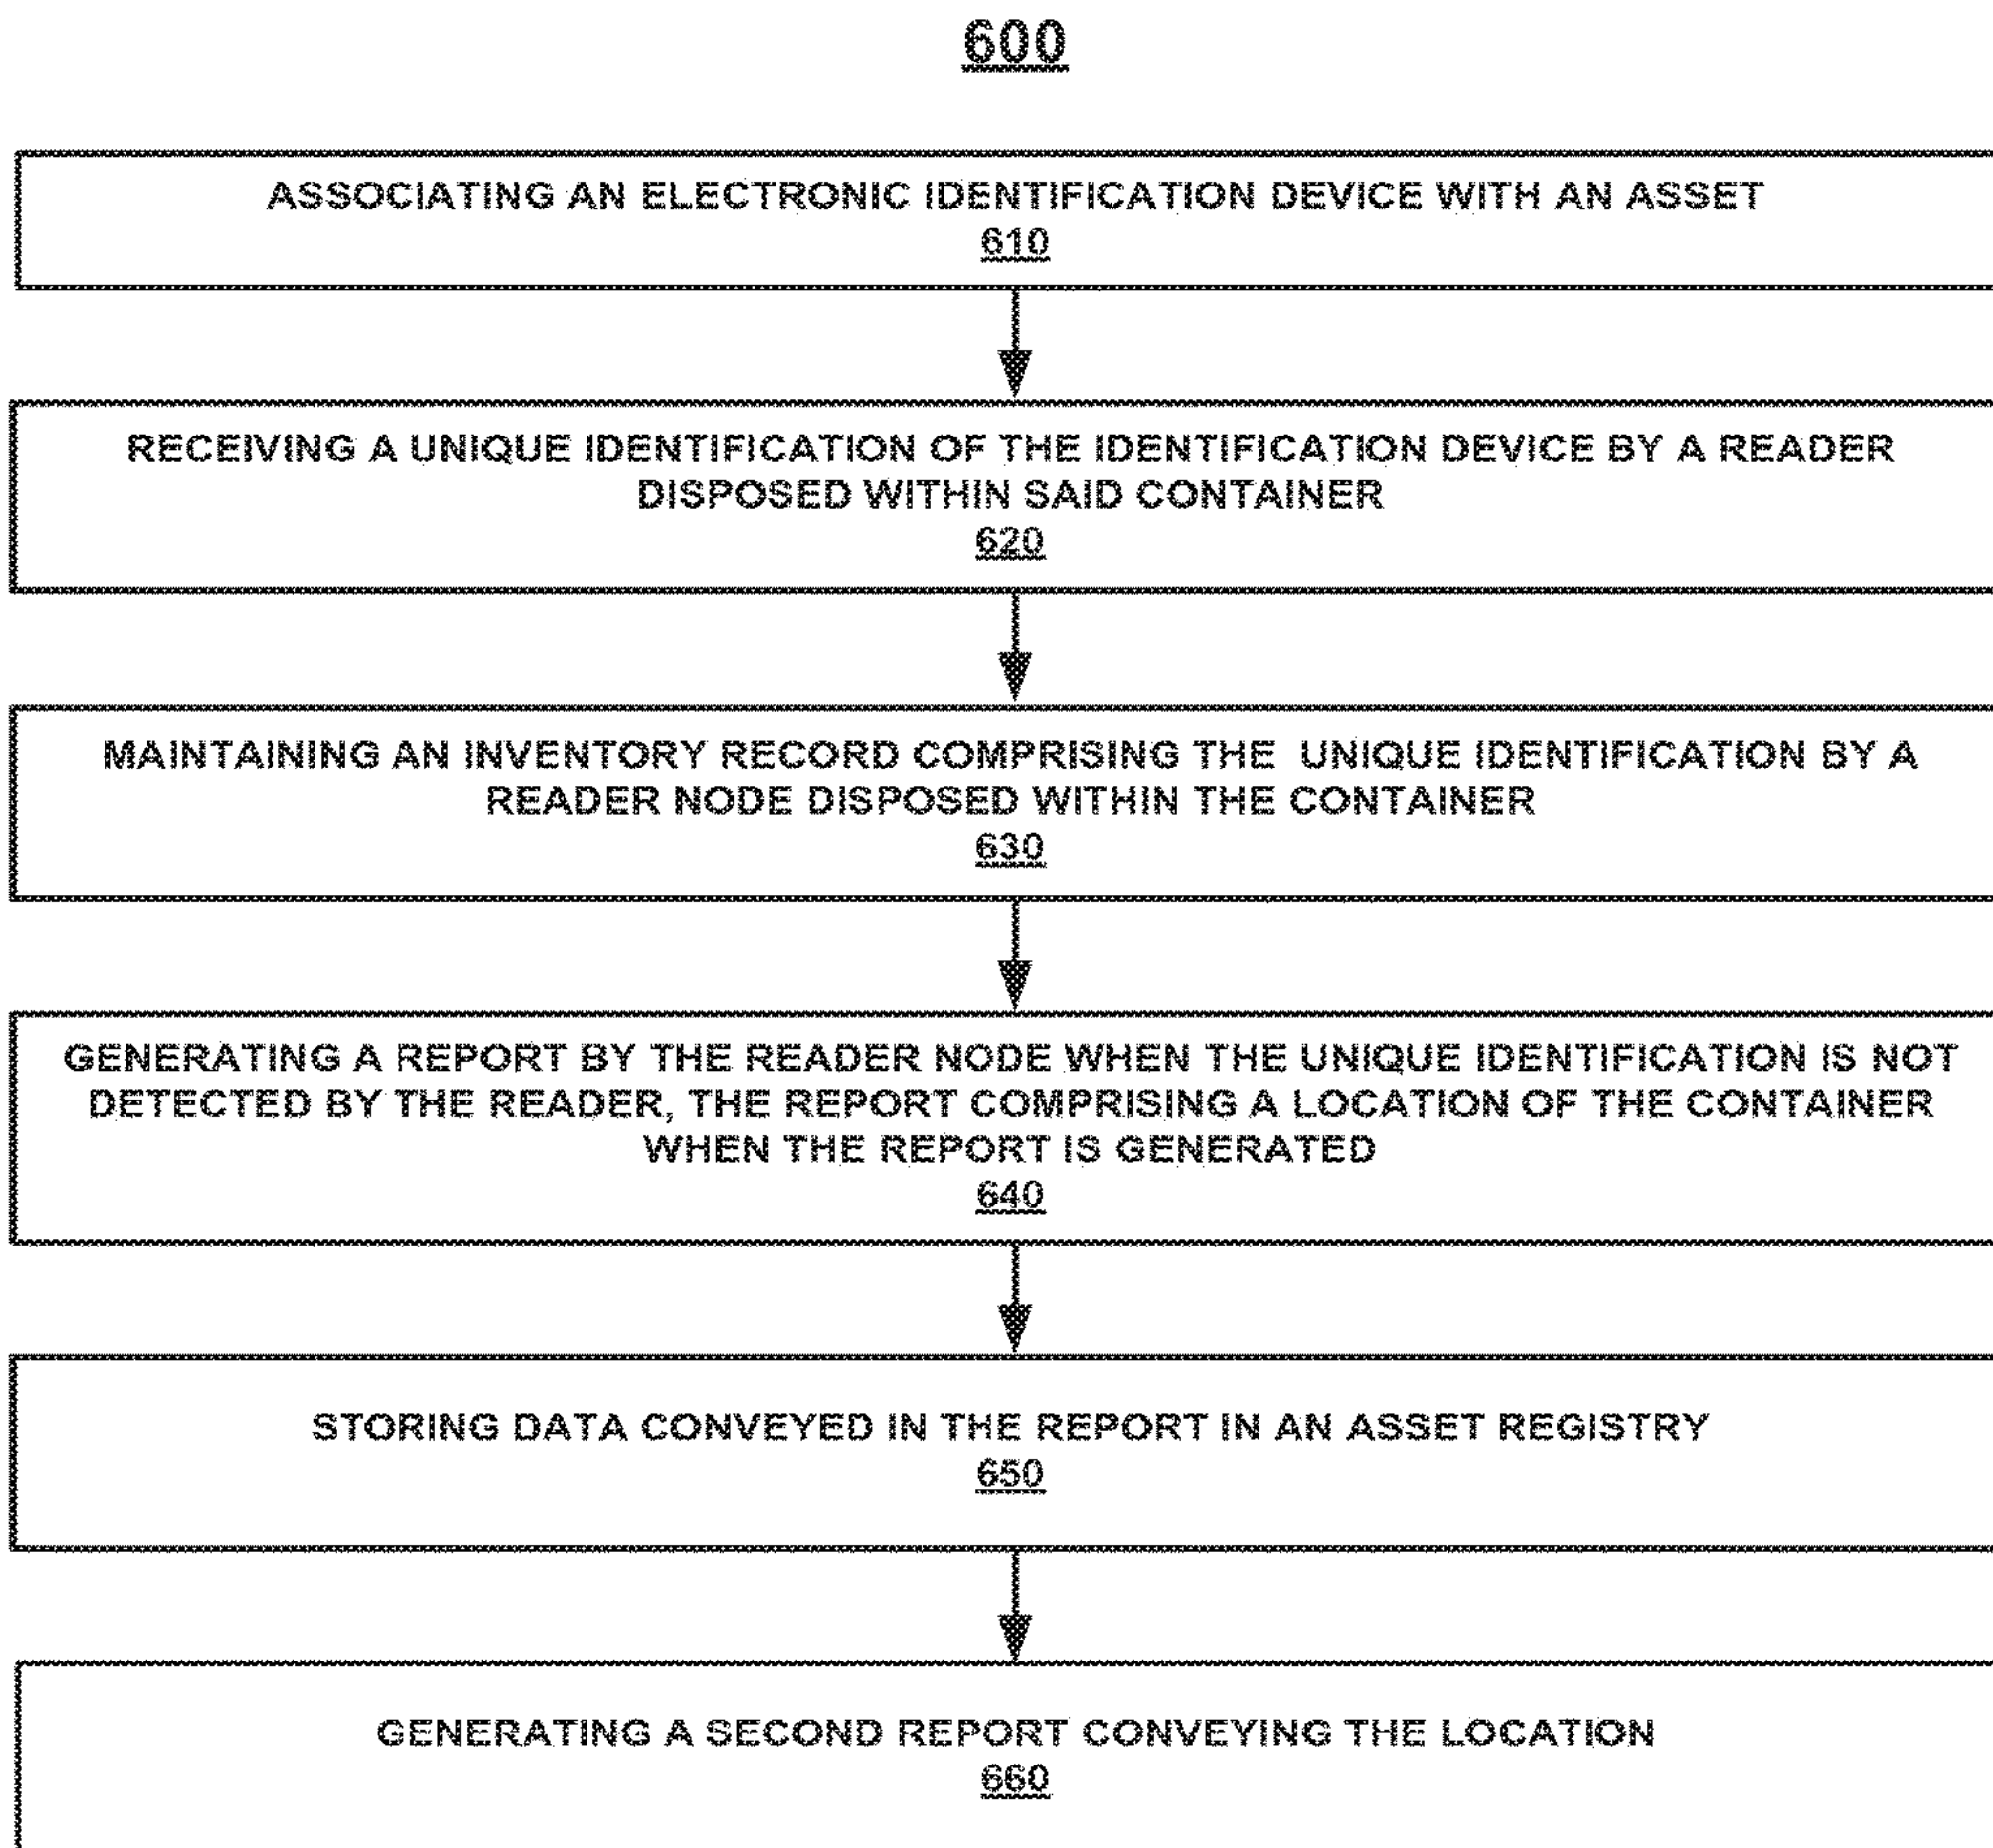 600
ASSOCIATING AN ELECTRONIC IDENTIFICATION DEVICE WITH AN ASSET
610
RECEIVING A UNIQUE IDENTIFICATION OF THE IDENTIFICATION DEVICE BY A READER
DISPOSED WITHIN SAID CONTAINER
620
MAINTAINING AN INVENTORY RECORD COMPRISING THE UNIQUE IDENTIFICATION BY A
READER NODE DISPOSED WITHIN THE CONTAINER
630
GENERATING A REPORT BY THE READER NODE WHEN THE UNIQUE IDENTIFICATION IS NOT
DETECTED BY THE READER, THE REPORT COMPRISING A LOCATION OF THE CONTAINER
WHEN THE REPORT IS GENERATED
640
STORING DATA CONVEYED IN THE REPORT IN AN ASSET REGISTRY
650
GENERATING A SECOND REPORT CONVEYING THE LOCATION
660